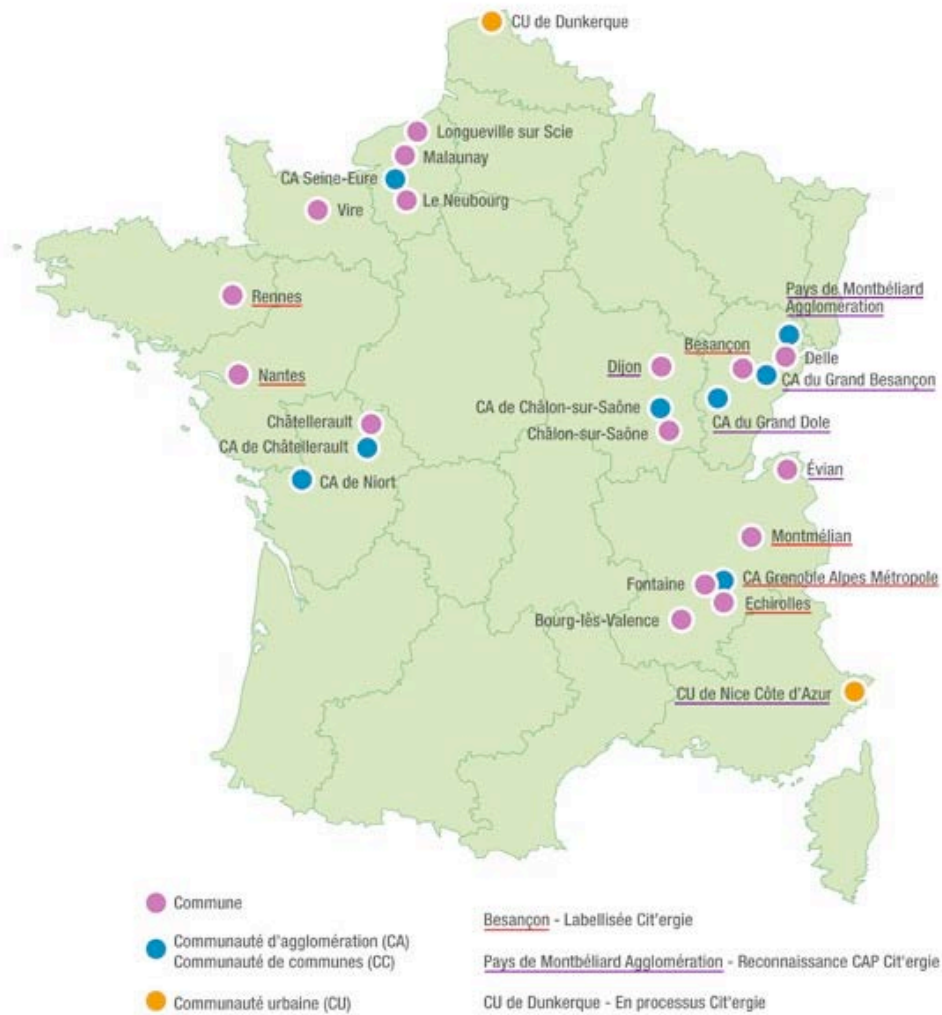 CU de Dunkerque
Longueville sur Scie
Malaunay
CA Seine-Eure
Le Neubourg
Vire
Rennes
Pays de Montbéliard
Agglomération
Besançon
Delle
Dijon
Nantes
CA du Grand Besançon
CA de Châlon-sur-Saône
Châtellerault
CA du Grand Dole
Châlon-sur-Saône
CA de Châtellerault
Évian
CA de Niort
Montmélian
CA Grenoble Alpes Métropole
Fontaine
Echirolles
Bourg-lès-Valence
CU de Nice Côte d'Azur
Commune
Communauté d'agglomération (CA)
Communauté de communes (CC)
Communauté urbaine (CU)
Besançon - Labellisée Cit'ergie
Pays de Montbéliard Agglomération - Reconnaissance CAP Cit'ergie
CU de Dunkerque - En processus Cit'ergie